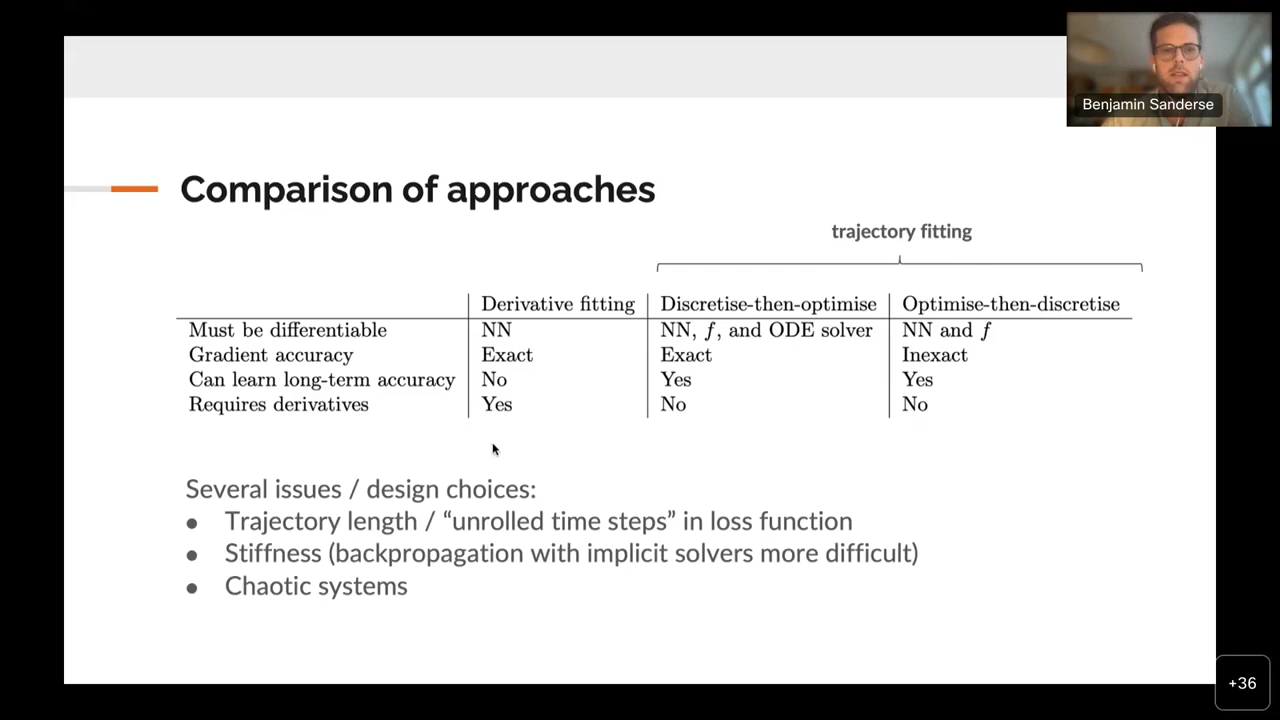 Benjamin Sanderse
Comparison of approaches
trajectory fitting
Derivative fitting Discretise-then-optimise Optimise-then-discretise
Must be differentiable NN NN, f, and ODE solver NN and f
Gradient accuracy Exact Exact Inexact
Can learn long-term accuracy No Yes Yes
Requires derivatives Yes No No
Several issues / design choices:
● Trajectory length / “unrolled time steps” in loss function
● Stiffness (backpropagation with implicit solvers more difficult)
● Chaotic systems
+36